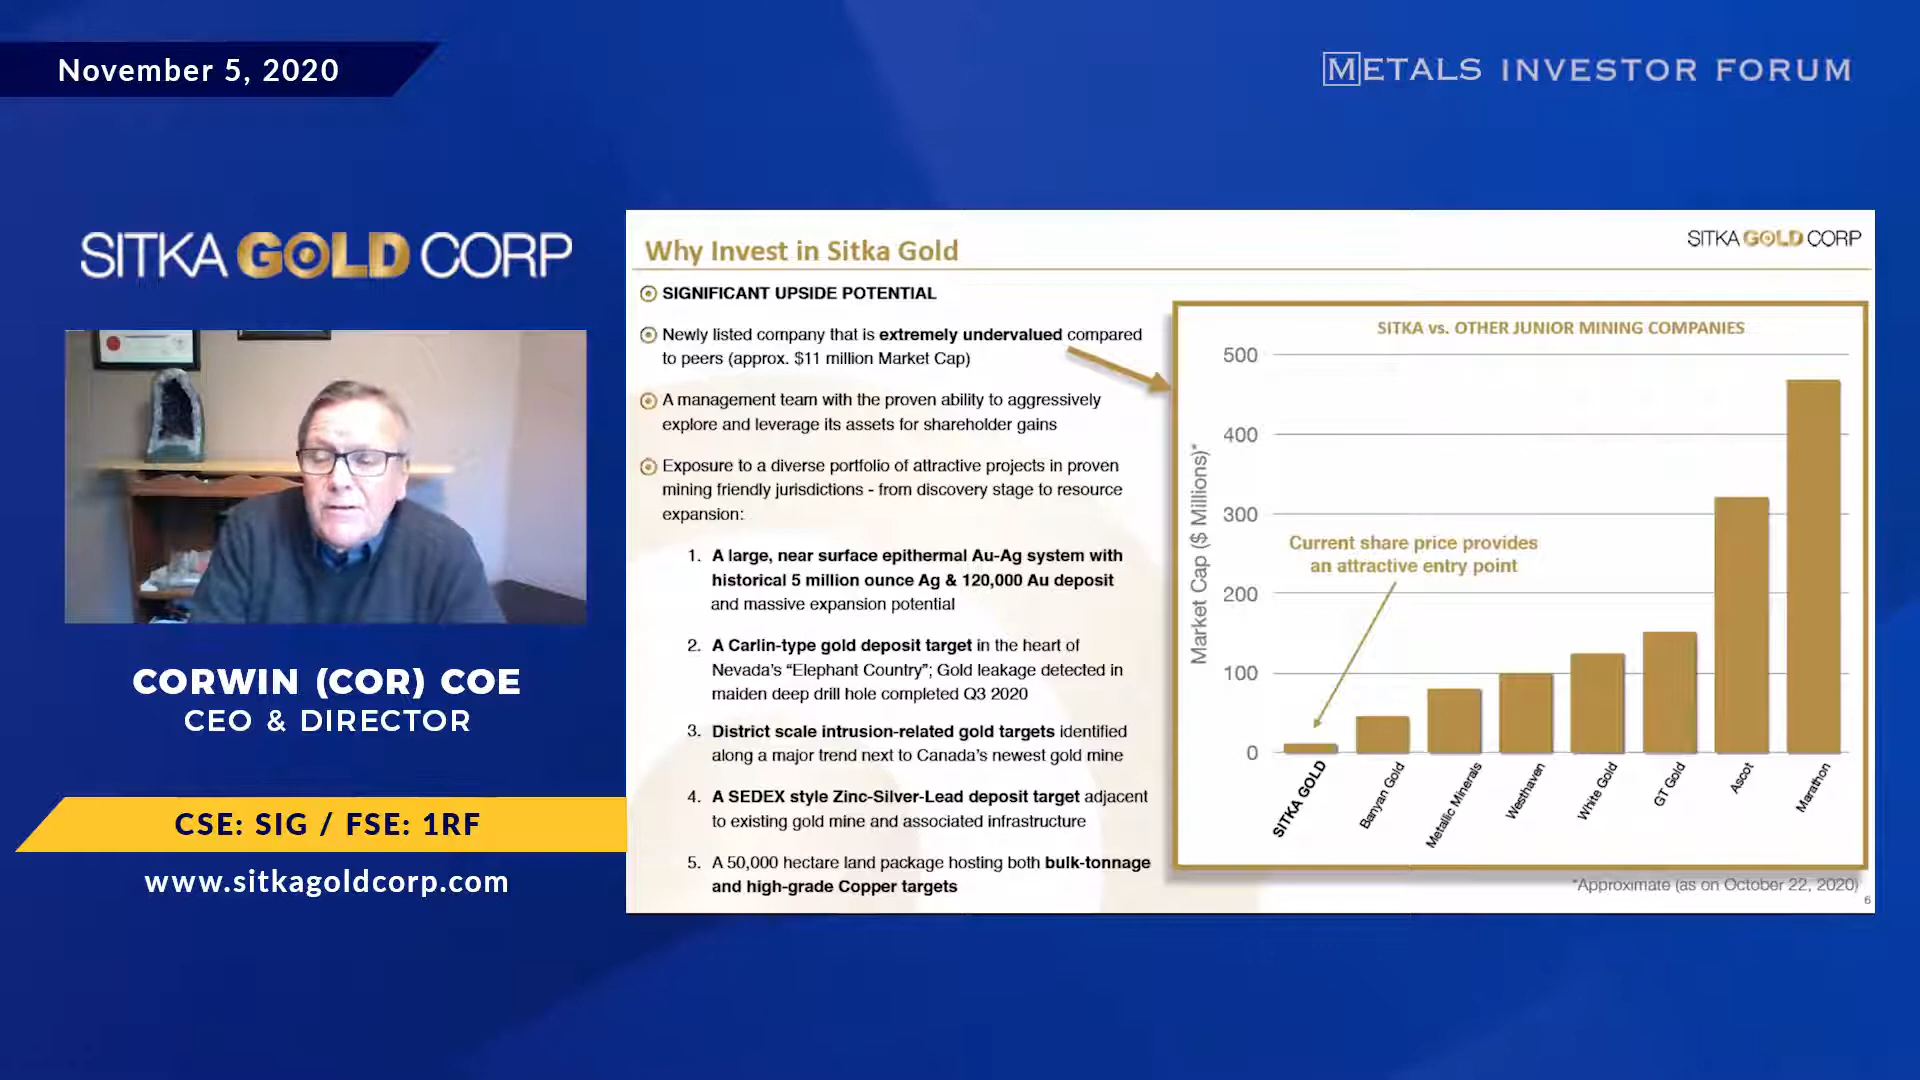 November 5, 2020
METALS INVESTOR FORUM
SITKA GOLD CORP
CORWIN (COR) COE
CEO & DIRECTOR
CSE: SIG / FSE: 1RF
www.sitkagoldcorp.com
Why Invest in Sitka Gold
SITKA GOLD CORP
SIGNIFICANT UPSIDE POTENTIAL
Newly listed company that is extremely undervalued compared
to peers (approx. $11 million Market Cap)
A management team with the proven ability to aggressively
explore and leverage its assets for shareholder gains
Exposure to a diverse portfolio of attractive projects in proven
mining friendly jurisdictions - from discovery stage to resource
expansion:
1. A large, near surface epithermal Au-Ag system with
historical 5 million ounce Ag & 120,000 Au deposit
and massive expansion potential
2. A Carlin-type gold deposit target in the heart of
Nevada's “Elephant Country”; Gold leakage detected in
maiden deep drill hole completed Q3 2020
3. District scale intrusion-related gold targets identified
along a major trend next to Canada's newest gold mine
4. A SEDEX style Zinc-Silver-Lead deposit target adjacent
to existing gold mine and associated infrastructure
5. A 50,000 hectare land package hosting both bulk-tonnage
and high-grade Copper targets
SITKA vs. OTHER JUNIOR MINING COMPANIES
Market Cap ($ Millions)*
500
400
300
200
100
0
Current share price provides
an attractive entry point
SITKA GOLD
Banyan Gold
Metallic Minerals
Westhaven
White Gold
GT Gold
Ascot
Marathon
*Approximate (as on October 22, 2020)
6